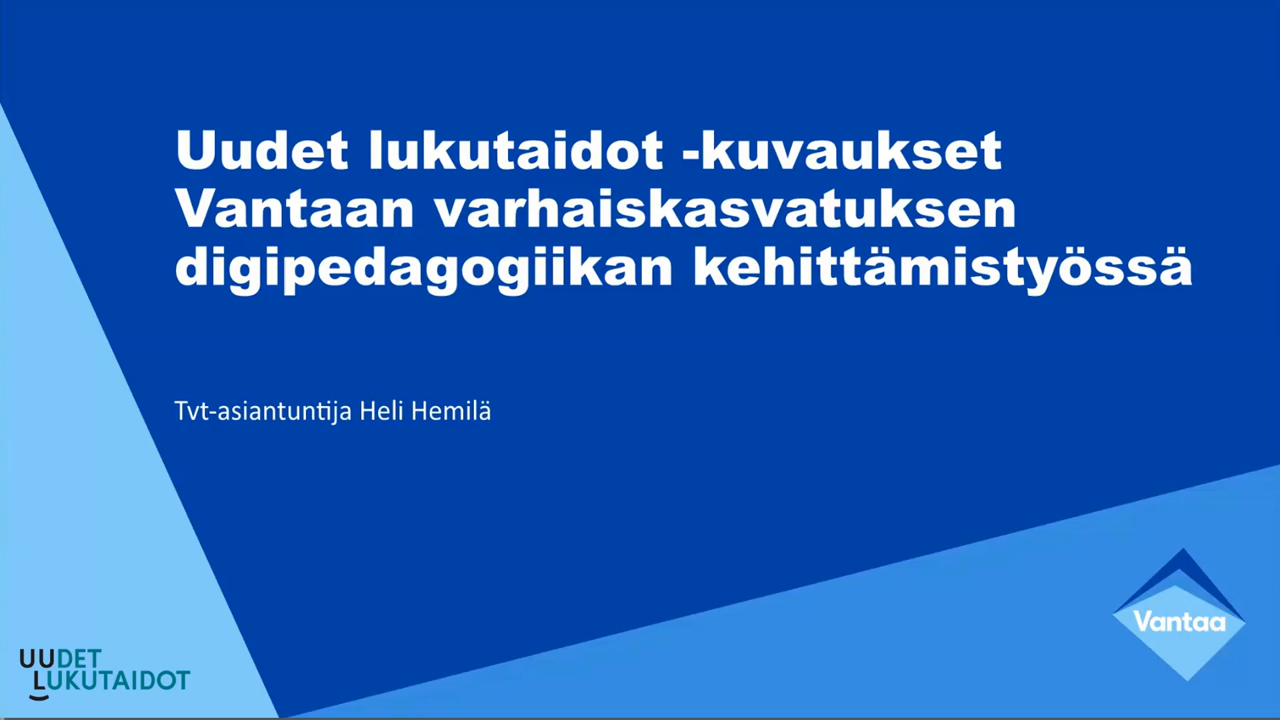 Uudet lukutaidot -kuvaukset
Vantaan varhaiskasvatuksen
digipedagogiikan kehittämistyössä
Tvt-asiantuntija Heli Hemilä
Vantaa
UUDET
LUKUTAIDOT